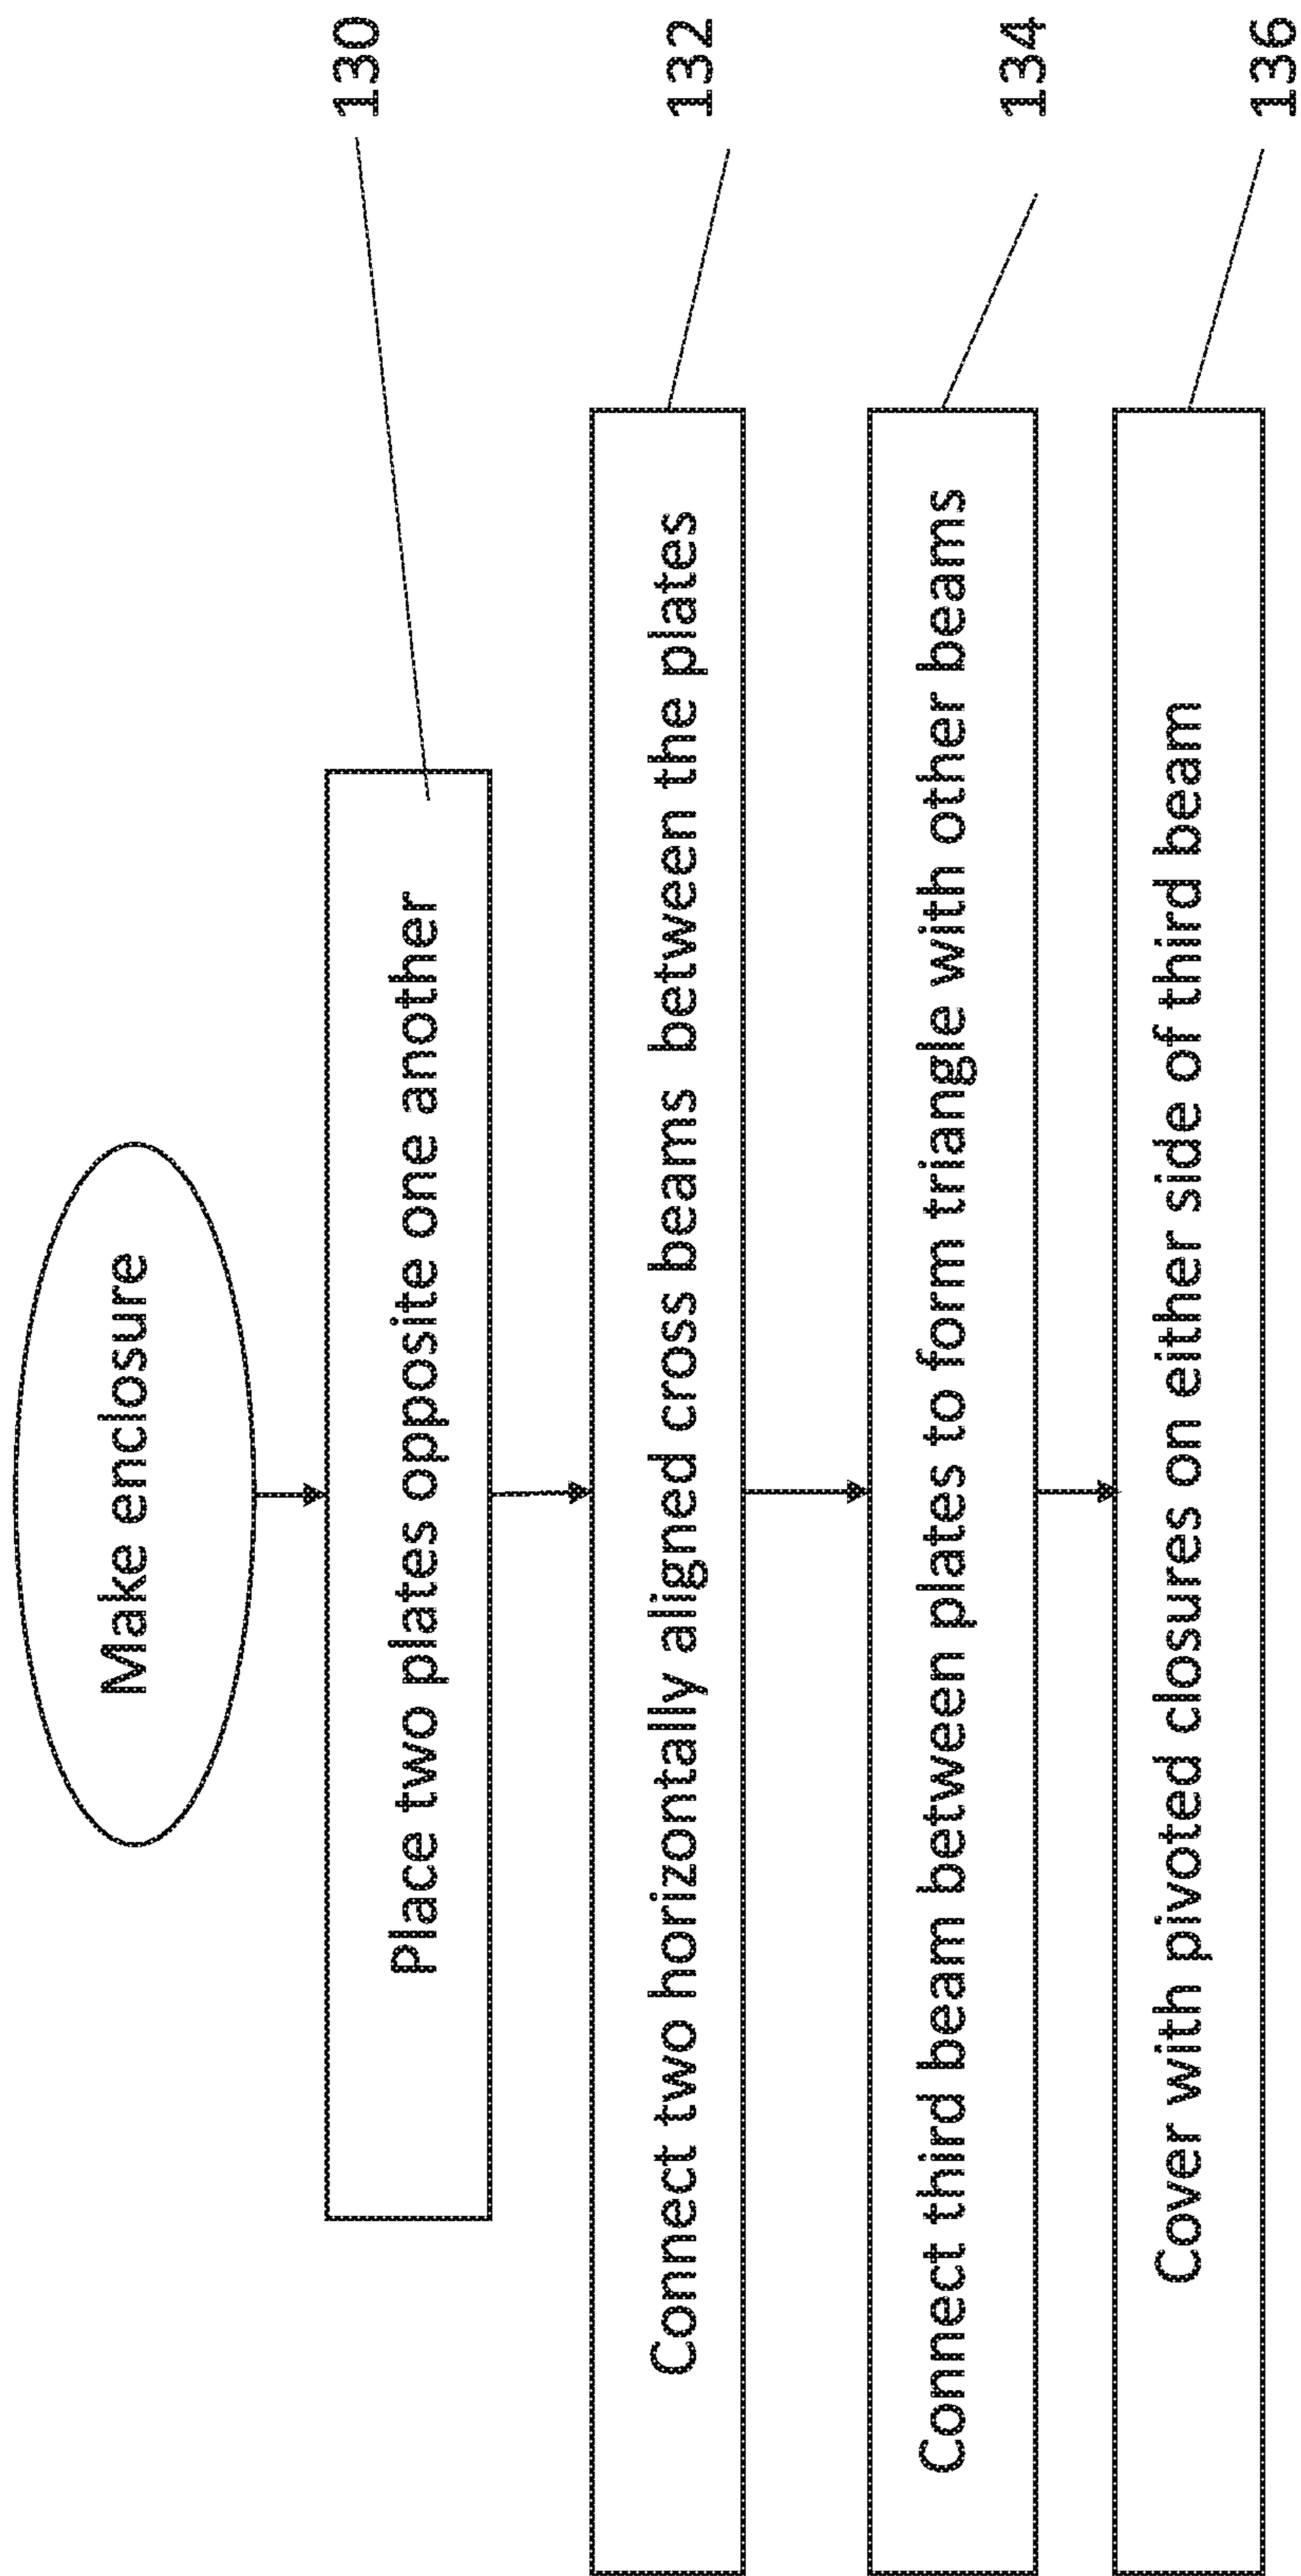 Make enclosure
Place two plates opposite one another
130
Connect two horizontally aligned cross beams between the plates
132
Connect third beam between plates to form triangle with other beams
134
Cover with pivoted closures on either side of third beam
136